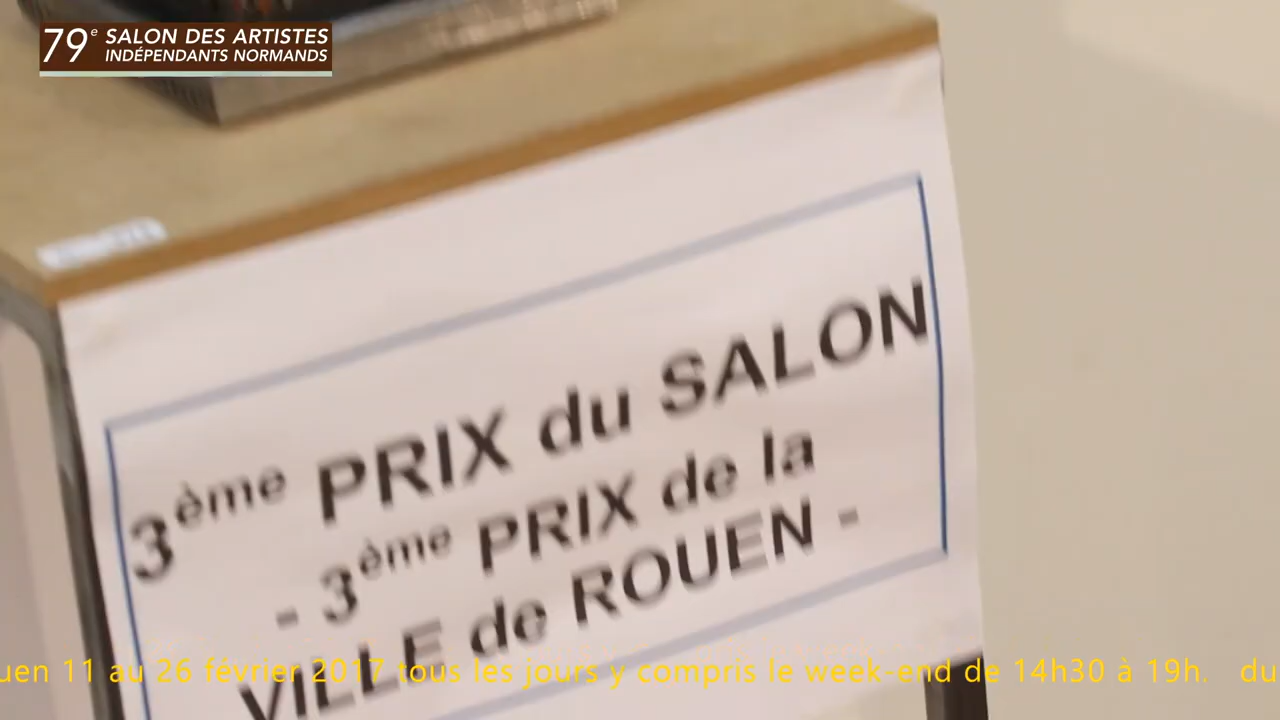 79e SALON DES ARTISTES
INDÉPENDANTS NORMANDS
3ème PRIX du SALON
- 3ème PRIX de la
VILLE de ROUEN -
uen 11 au 26 février 2017 tous les jours y compris le week-end de 14h30 à 19h. du